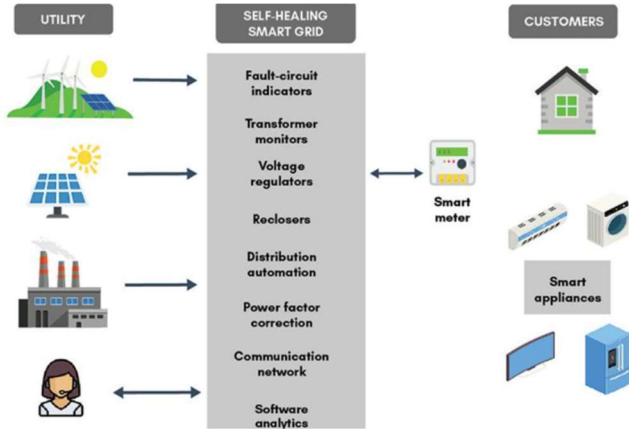 UTILITY
SELF-HEALING
SMART GRID
CUSTOMERS
Fault-circuit
indicators
Transformer
monitors
Voltage
regulators
Reclosers
Distribution
automation
Power factor
correction
Communication
network
Software
analytics
Smart
meter
Smart
appliances